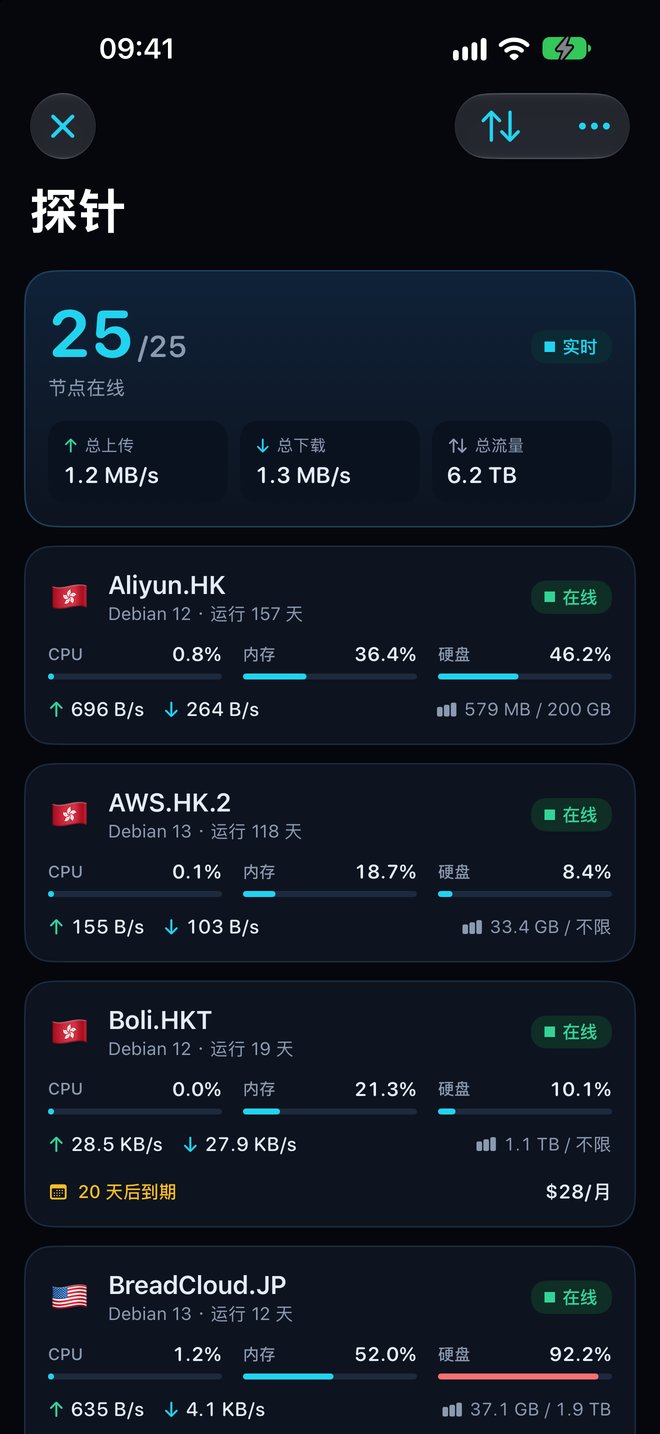 09:41
探针
25/25
实时
节点在线
总上传 总下载 总流量
1.2 MB/s 1.3 MB/s 6.2 TB
Aliyun.HK
在线
Debian 12 · 运行 157 天
CPU 0.8% 内存 36.4% 硬盘 46.2%
696 B/s 264 B/s 579 MB / 200 GB
AWS.HK.2
在线
Debian 13 · 运行 118 天
CPU 0.1% 内存 18.7% 硬盘 8.4%
155 B/s 103 B/s 33.4 GB / 不限
Boli.HKT
在线
Debian 12 · 运行 19 天
CPU 0.0% 内存 21.3% 硬盘 10.1%
28.5 KB/s 27.9 KB/s 1.1 TB / 不限
20 天后到期 $28/月
BreadCloud.JP
在线
Debian 13 · 运行 12 天
CPU 1.2% 内存 52.0% 硬盘 92.2%
635 B/s 4.1 KB/s 37.1 GB / 1.9 TB